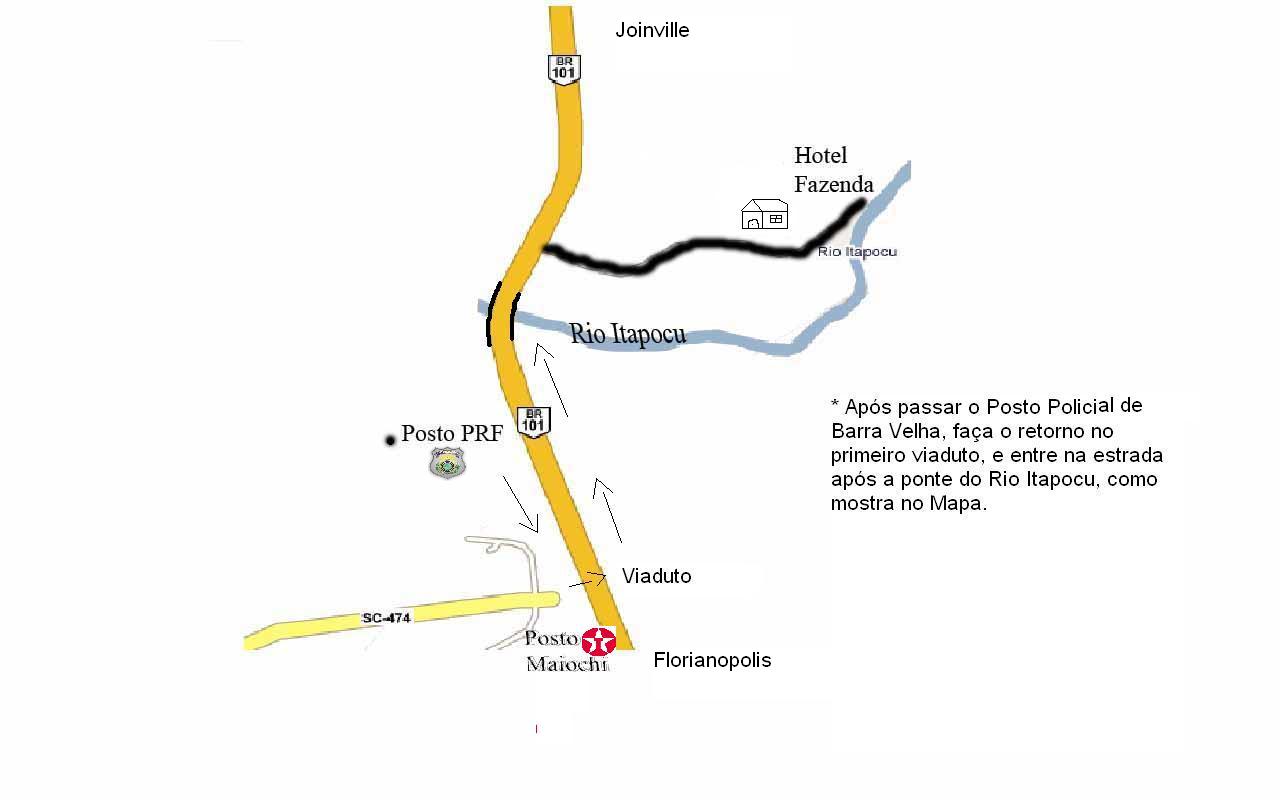 Joinville
BR
101
Hotel
Fazenda
Rio Itapocu
Rio Itapocu
* Após passar o Posto Policial de
Barra Velha, faça o retorno no
primeiro viaduto, e entre na estrada
após a ponte do Rio Itapocu, como
mostra no Mapa.
BR
101
Posto PRF
Viaduto
SC-474
Posto
Maiochi
Florianopolis